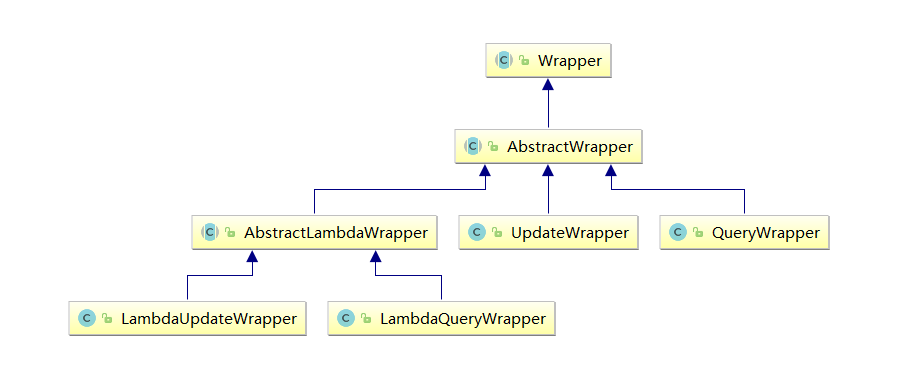 Wrapper
AbstractWrapper
AbstractLambdaWrapper
UpdateWrapper
QueryWrapper
LambdaUpdateWrapper
LambdaQueryWrapper